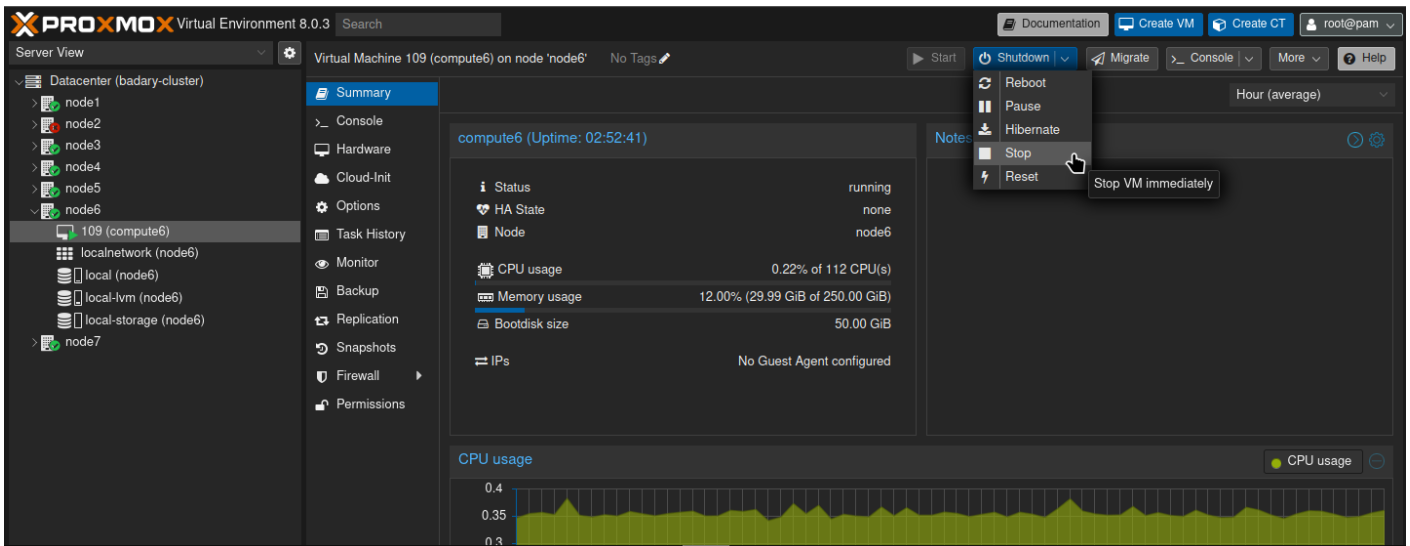 PROXMOX Virtual Environment 8.0.3 Search Documentation Create VM Create CT root@pam
Server View
Virtual Machine 109 (compute6) on node 'node6' No Tags Start Shutdown Migrate Console More Help
Datacenter (badary-cluster)
node1
node2
node3
node4
node5
node6
109 (compute6)
localnetwork (node6)
local (node6)
local-lvm (node6)
local-storage (node6)
node7
Summary
Console
Hardware
Cloud-Init
Options
Task History
Monitor
Backup
Replication
Snapshots
Firewall
Permissions
Reboot
Pause
Hibernate
Stop
Reset
Stop VM immediately
Hour (average)
compute6 (Uptime: 02:52:41)
Notes
Status running
HA State none
Node node6
CPU usage 0.22% of 112 CPU(s)
Memory usage 12.00% (29.99 GiB of 250.00 GiB)
Bootdisk size 50.00 GiB
IPs No Guest Agent configured
CPU usage
CPU usage
0.4
0.35
0.3